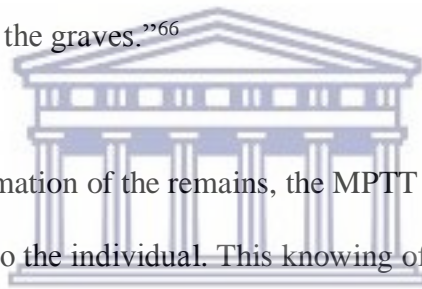 the graves.”66
mation of the remains, the MPTT
o the individual. This knowing of